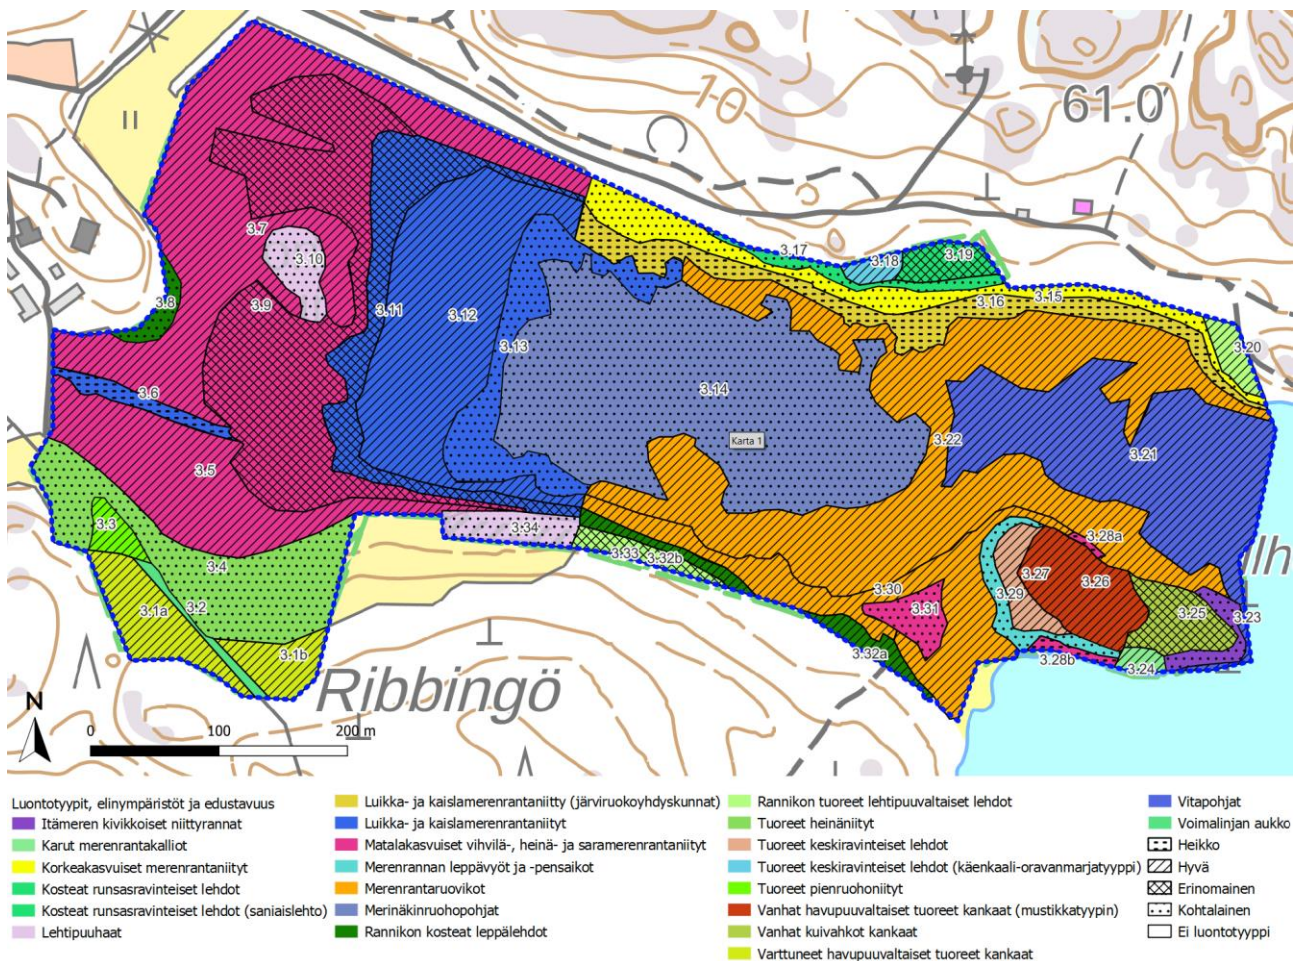 10
61.0
II
3.17
3.18
3.19
3.7
3.10
3.16
3.15
3.8
3.9
3.11
3.12
3.13
3.20
3.6
3.14
Karta 1
3.22
3.21
3.5
3.3
3.34
3.33
3.32b
3.28a
llh
3.4
3.27
3.26
3.2
3.1a
3.30
3.29
3.31
3.25
3.23
3.1b
3.32a
3.28b
3.24
Ribbingö
N
0 100 200 m
Luontotyypit, elinympäristöt ja edustavuus
Itämeren kivikkoiset niittyrannat
Karut merenrantakalliot
Korkeakasvuiset merenrantaniityt
Kosteat runsasravinteiset lehdot
Kosteat runsasravinteiset lehdot (saniaislehto)
Lehtipuuhaat
Luikka- ja kaislamerenrantaniitty (järviruokoyhdyskunnat)
Luikka- ja kaislamerenrantaniityt
Matalakasvuiset vihvilä-, heinä- ja saramerenrantaniityt
Merenrannan leppävyöt ja -pensaikot
Merenrantaruovikot
Merinäkinruohopohjat
Rannikon kosteat leppälehdot
Rannikon tuoreet lehtipuuvaltaiset lehdot
Tuoreet heinäniityt
Tuoreet keskiravinteiset lehdot
Tuoreet keskiravinteiset lehdot (käenkaali-oravanmarjatyyppi)
Tuoreet pienruohoniityt
Vanhat havupuuvaltaiset tuoreet kankaat (mustikkatyypin)
Vanhat kuivahkot kankaat
Varttuneet havupuuvaltaiset tuoreet kankaat
Vitapohjat
Voimalinjan aukko
Heikko
Hyvä
Erinomainen
Kohtalainen
Ei luontotyyppi